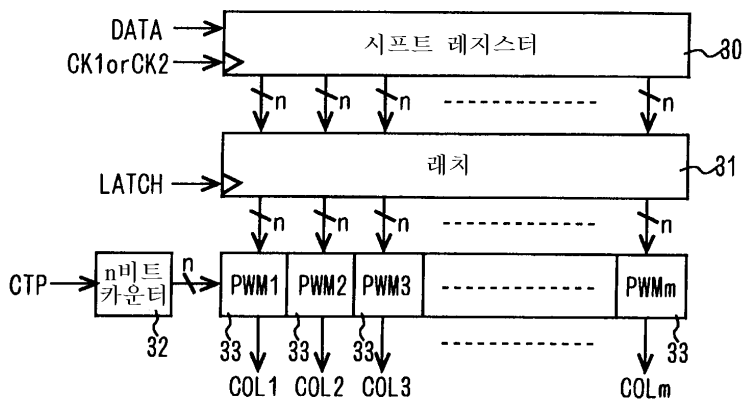 DATA
시프트 레지스터
30
CK1orCK2
n n n n
래치
31
LATCH
n n n n
CTP
n비트
카운터
n
PWM1 PWM2 PWM3 PWMm
32
33 33 33 33
COL1 COL2 COL3 COLm